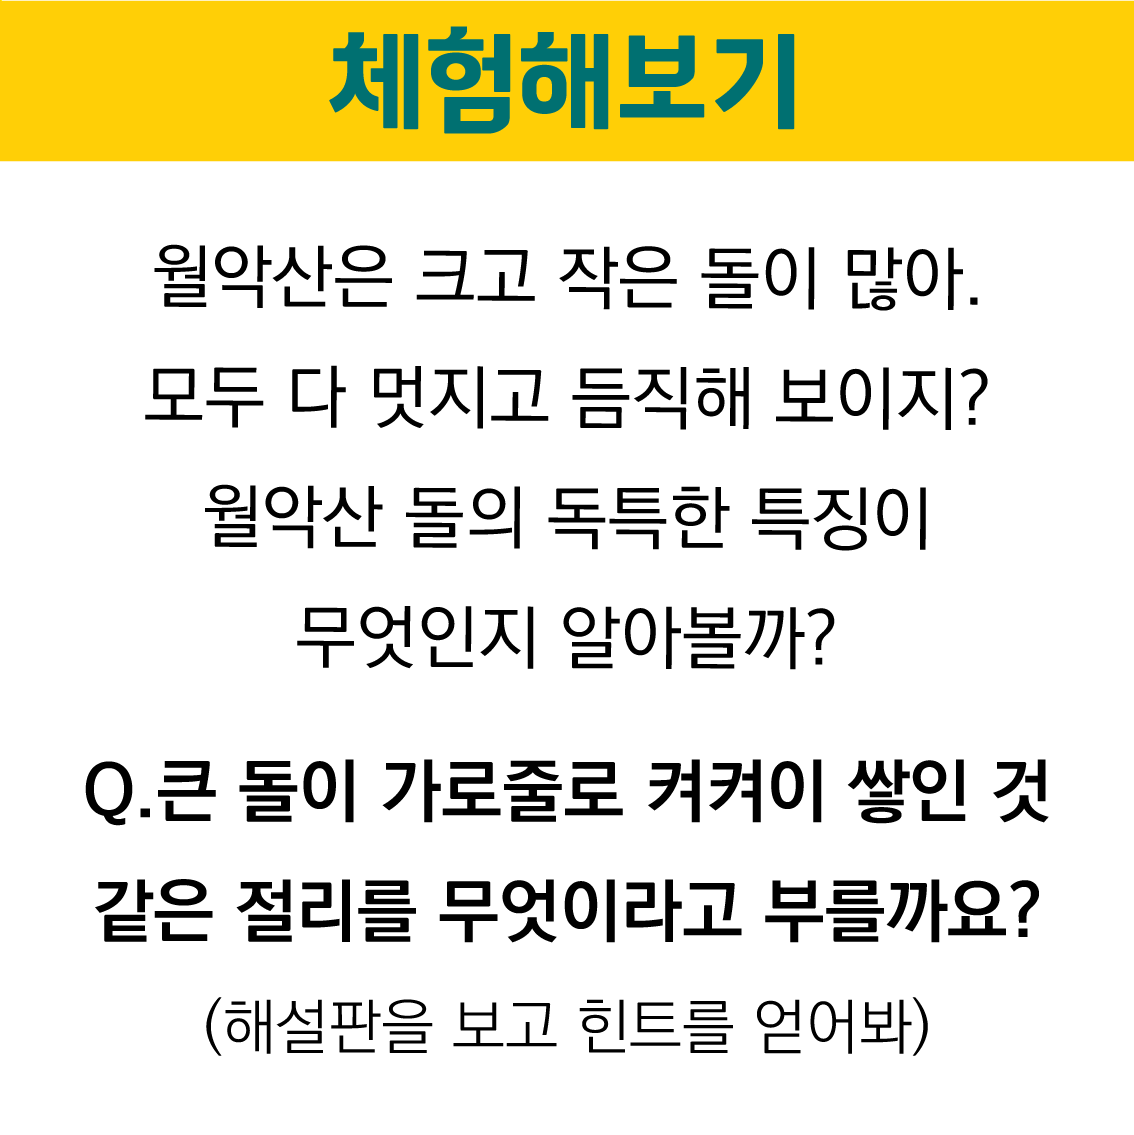 체험해보기
월악산은 크고 작은 돌이 많아.
모두 다 멋지고 듬직해 보이지?
월악산 돌의 독특한 특징이
무엇인지 알아볼까?
Q.큰 돌이 가로줄로 켜켜이 쌓인 것
같은 절리를 무엇이라고 부를까요?
(해설판을 보고 힌트를 얻어봐)